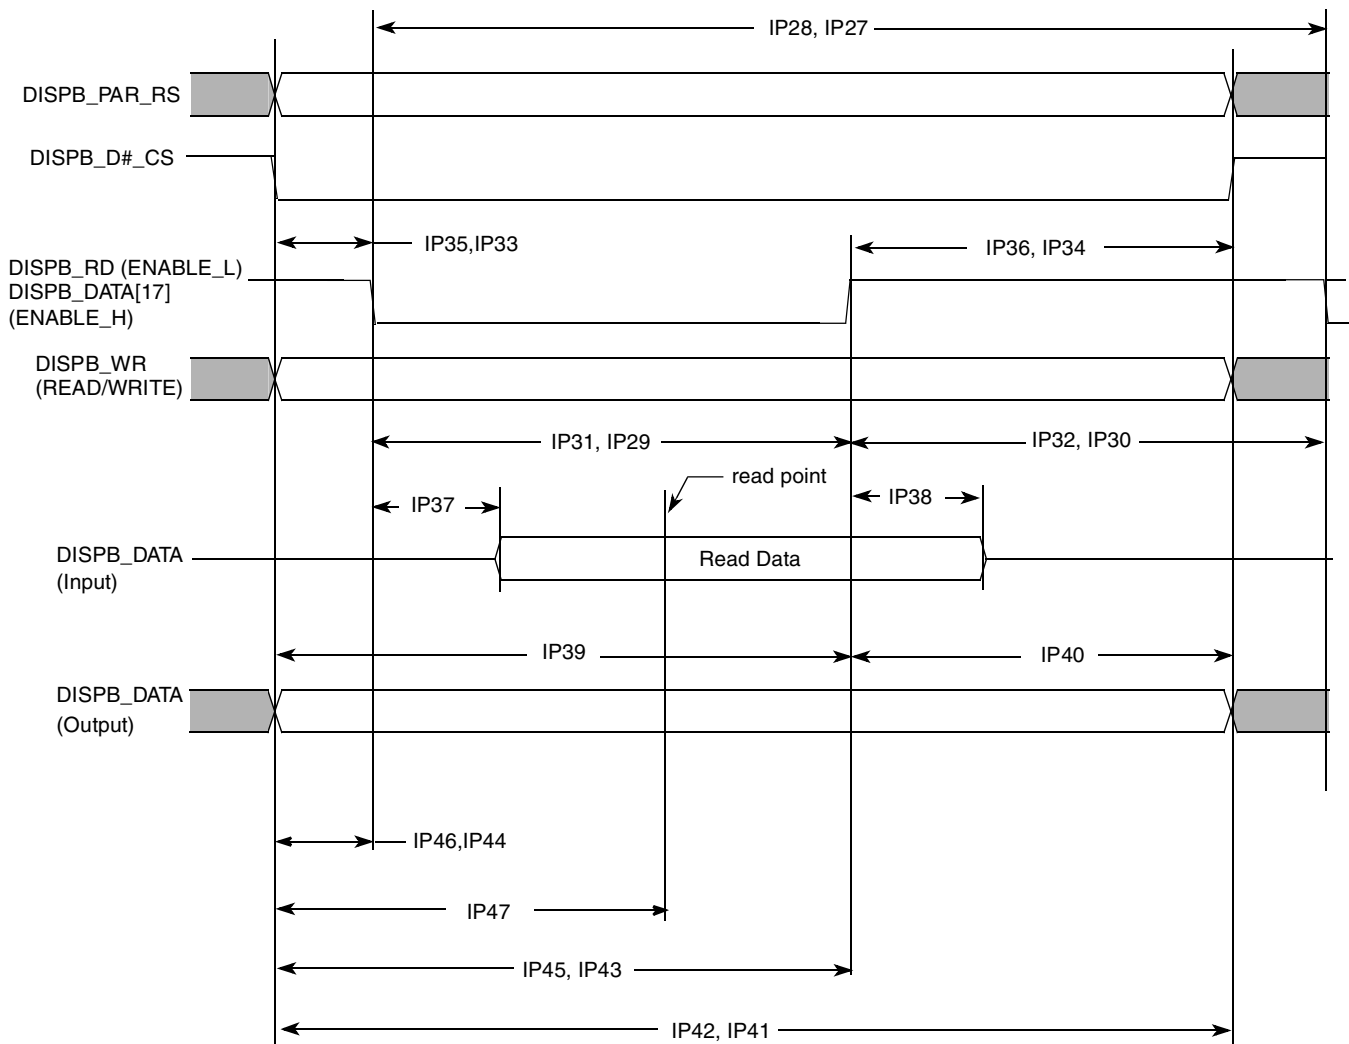 IP28, IP27
DISPB_PAR_RS
DISPB_D#_CS
IP35,IP33
IP36, IP34
DISPB_RD (ENABLE_L)
DISPB_DATA[17]
(ENABLE_H)
DISPB_WR
(READ/WRITE)
IP31, IP29
IP32, IP30
read point
IP37
IP38
DISPB_DATA
(Input)
Read Data
IP39
IP40
DISPB_DATA
(Output)
IP46,IP44
IP47
IP45, IP43
IP42, IP41